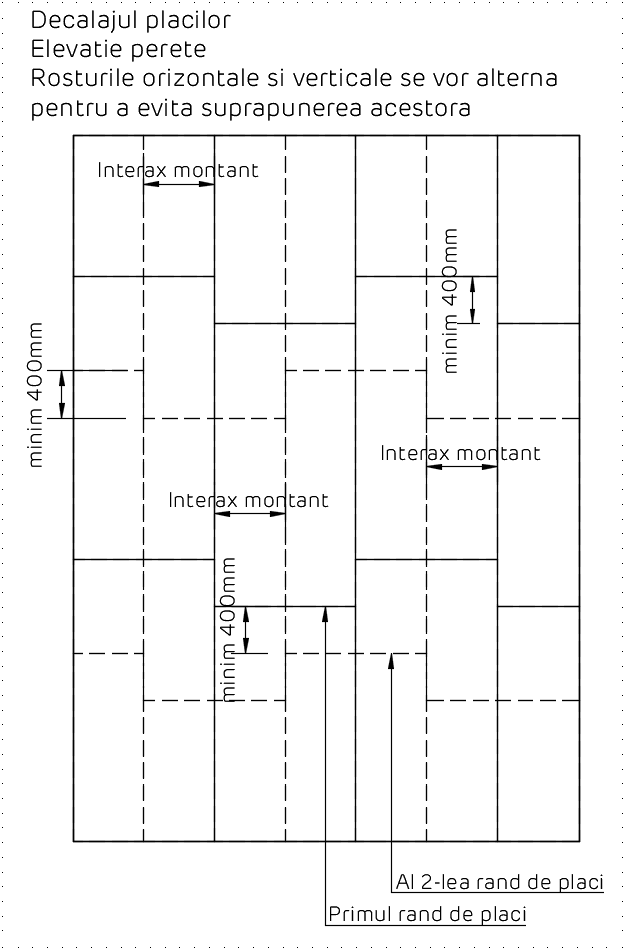 Decalajul placilor
Elevatie perete
Rosturile orizontale si verticale se vor alterna
pentru a evita suprapunerea acestora
Interax montant
minim 400mm
minim 400mm
Interax montant
Interax montant
minim 400mm
Al 2-lea rand de placi
Primul rand de placi